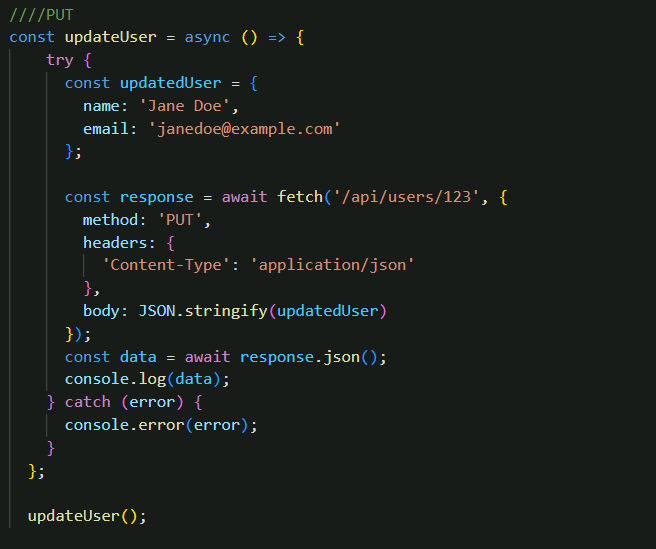 ////PUT
const updateUser = async () => {
try {
const updatedUser = {
name: 'Jane Doe',
email: 'janedoe@example.com'
};
const response = await fetch('/api/users/123', {
method: 'PUT',
headers: {
'Content-Type': 'application/json'
},
body: JSON.stringify(updatedUser)
});
const data = await response.json();
console.log(data);
} catch (error) {
console.error(error);
}
};
updateUser();